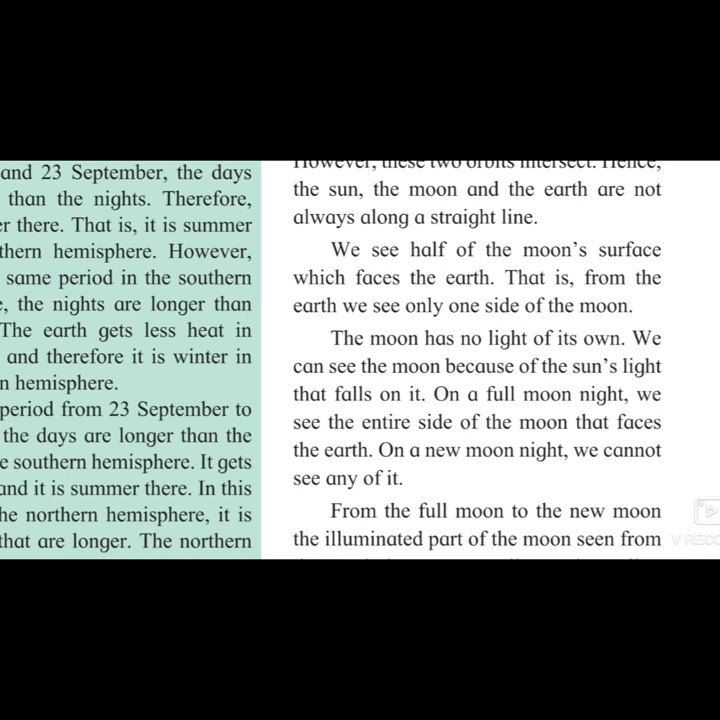 and 23 September, the days
than the nights. Therefore,
er there. That is, it is summer
thern hemisphere. However,
same period in the southern
e, the nights are longer than
The earth gets less heat in
and therefore it is winter in
n hemisphere.
period from 23 September to
the days are longer than the
e southern hemisphere. It gets
and it is summer there. In this
he northern hemisphere, it is
that are longer. The northern
However, these two orbits intersect. Hence,
the sun, the moon and the earth are not
always along a straight line.
We see half of the moon's surface
which faces the earth. That is, from the
earth we see only one side of the moon.
The moon has no light of its own. We
can see the moon because of the sun's light
that falls on it. On a full moon night, we
see the entire side of the moon that faces
the earth. On a new moon night, we cannot
see any of it.
From the full moon to the new moon
the illuminated part of the moon seen from
V RECO